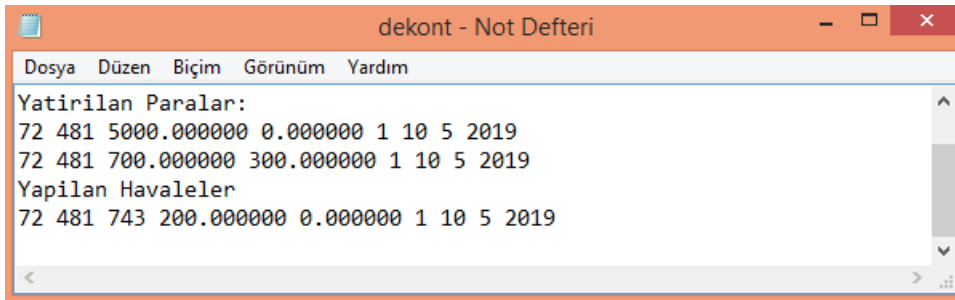 dekont - Not Defteri
Dosya Düzen Biçim Görünüm Yardım
Yatirilan Paralar:
72 481 5000.000000 0.000000 1 10 5 2019
72 481 700.000000 300.000000 1 10 5 2019
Yapilan Havaleler
72 481 743 200.000000 0.000000 1 10 5 2019